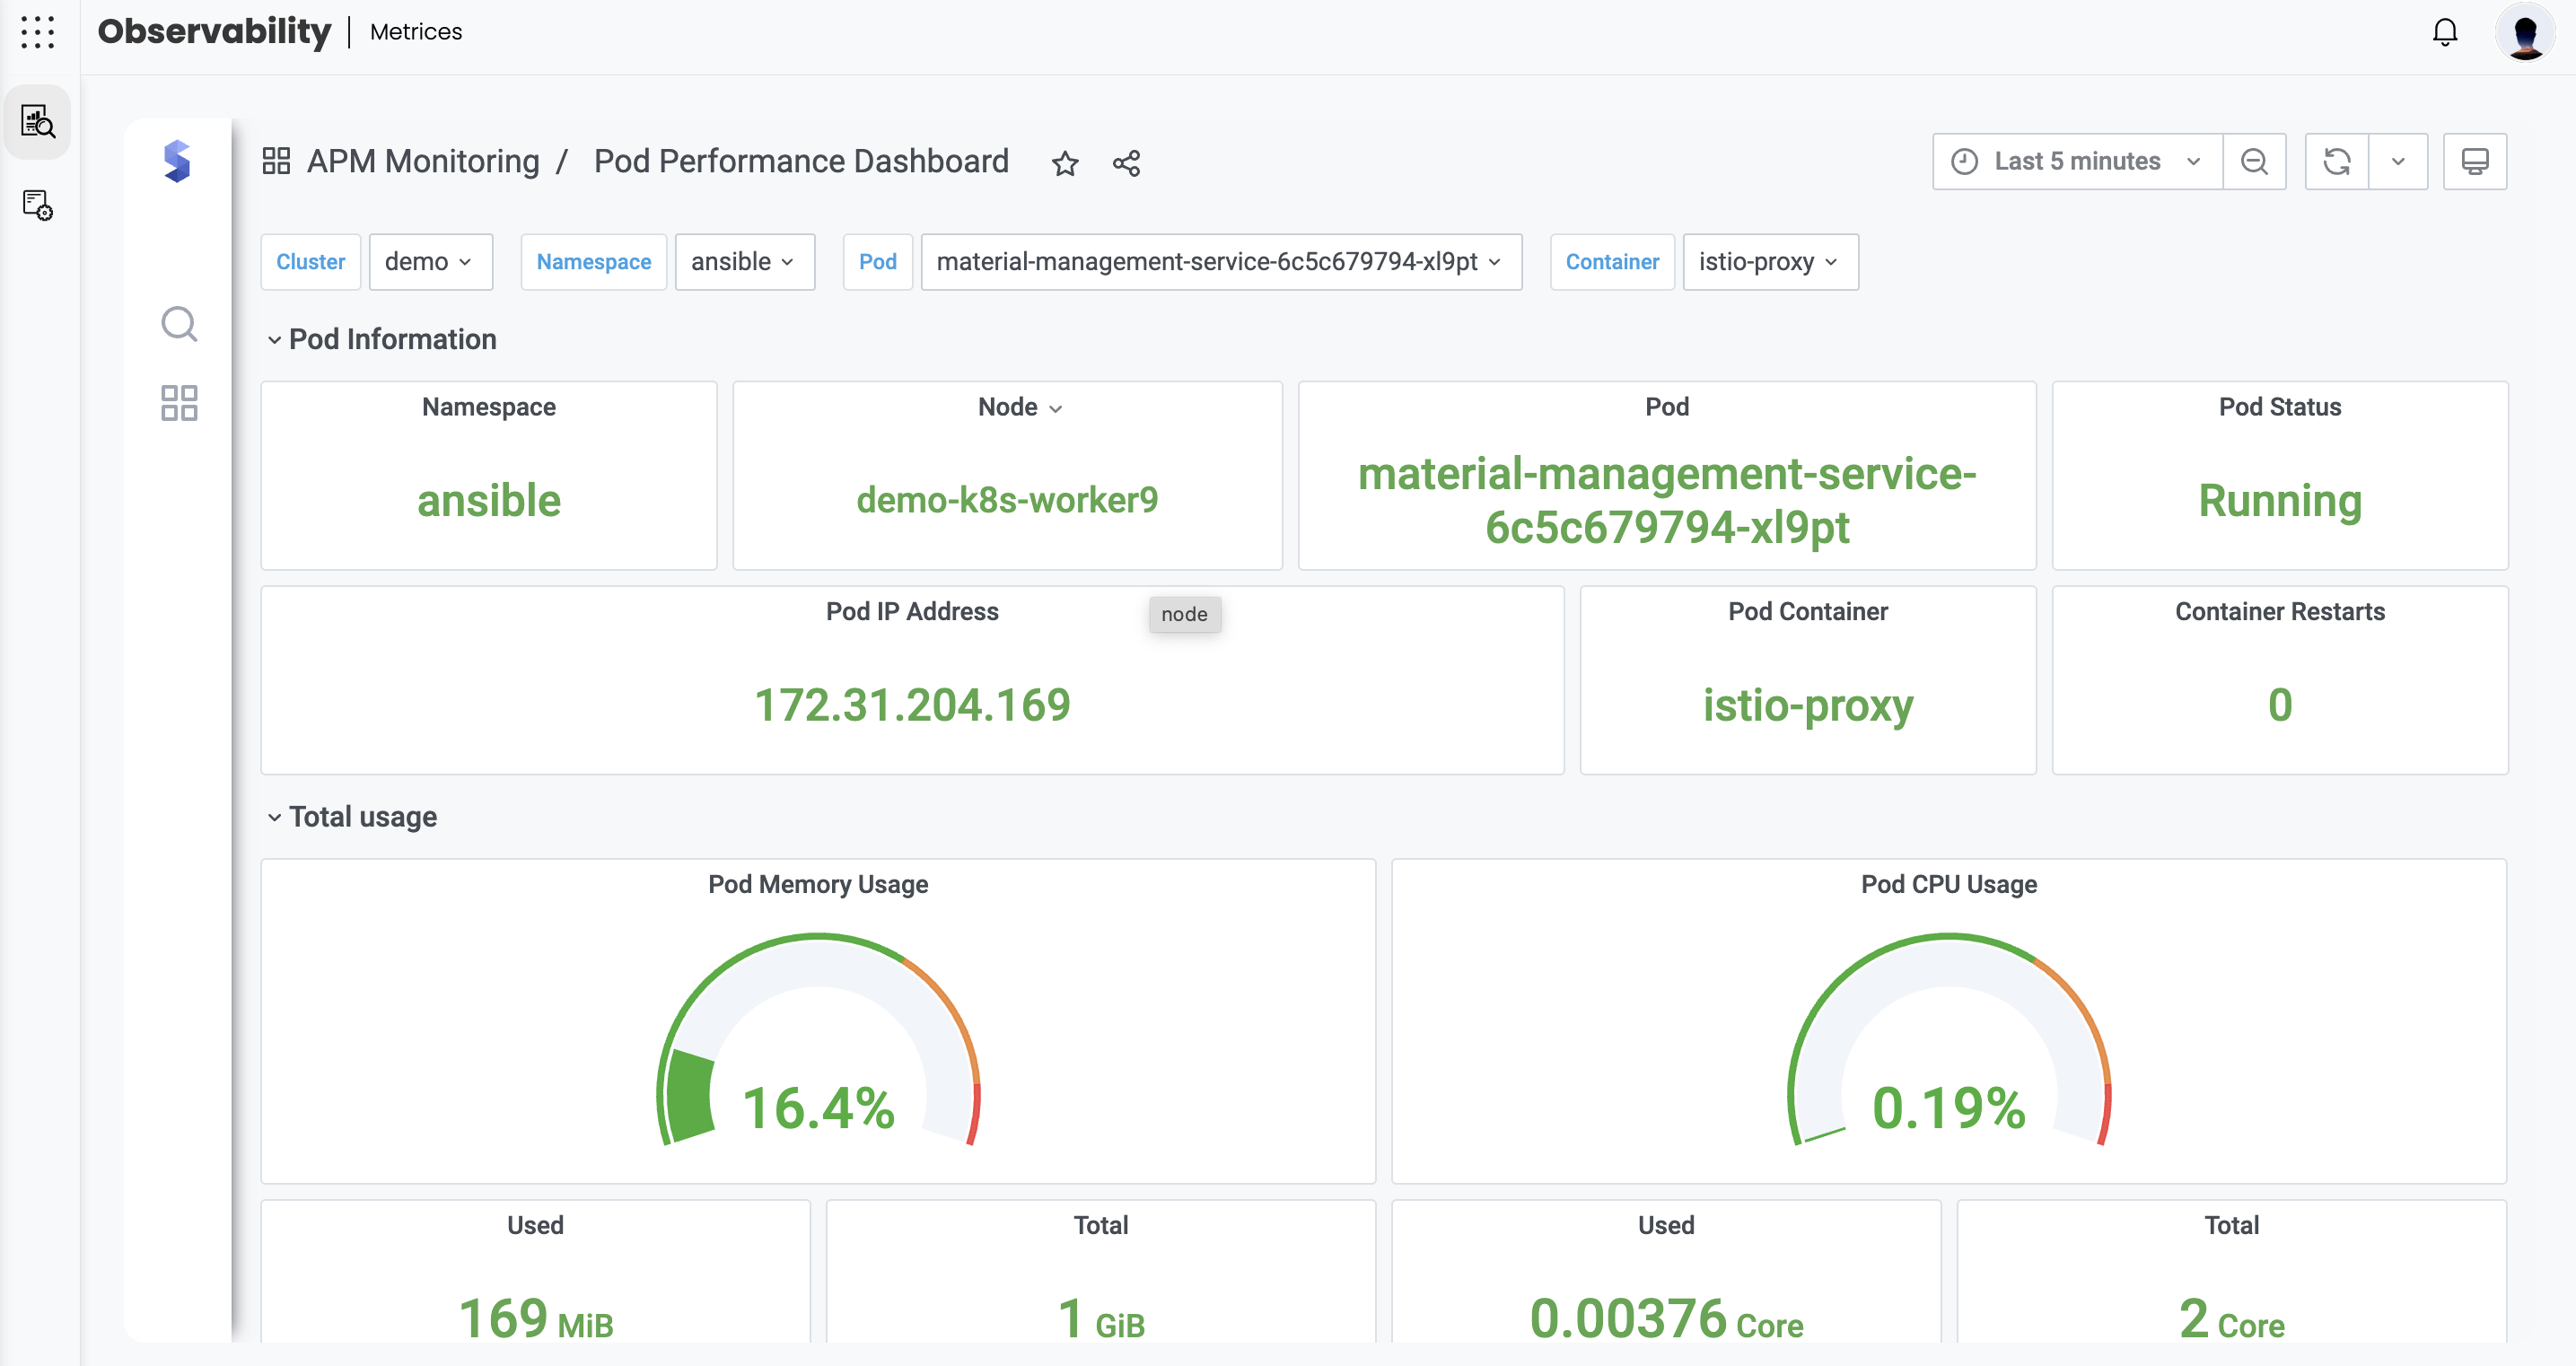 Observability | Metrices
APM Monitoring / Pod Performance Dashboard
Last 5 minutes
Cluster demo Namespace ansible Pod material-management-service-6c5c679794-xl9pt Container istio-proxy
Pod Information
Namespace
ansible
Node
demo-k8s-worker9
Pod
material-management-service-
6c5c679794-xl9pt
Pod Status
Running
Pod IP Address
172.31.204.169
node
Pod Container
istio-proxy
Container Restarts
0
Total usage
Pod Memory Usage
16.4%
Pod CPU Usage
0.19%
Used
169 MiB
Total
1 GiB
Used
0.00376 Core
Total
2 Core